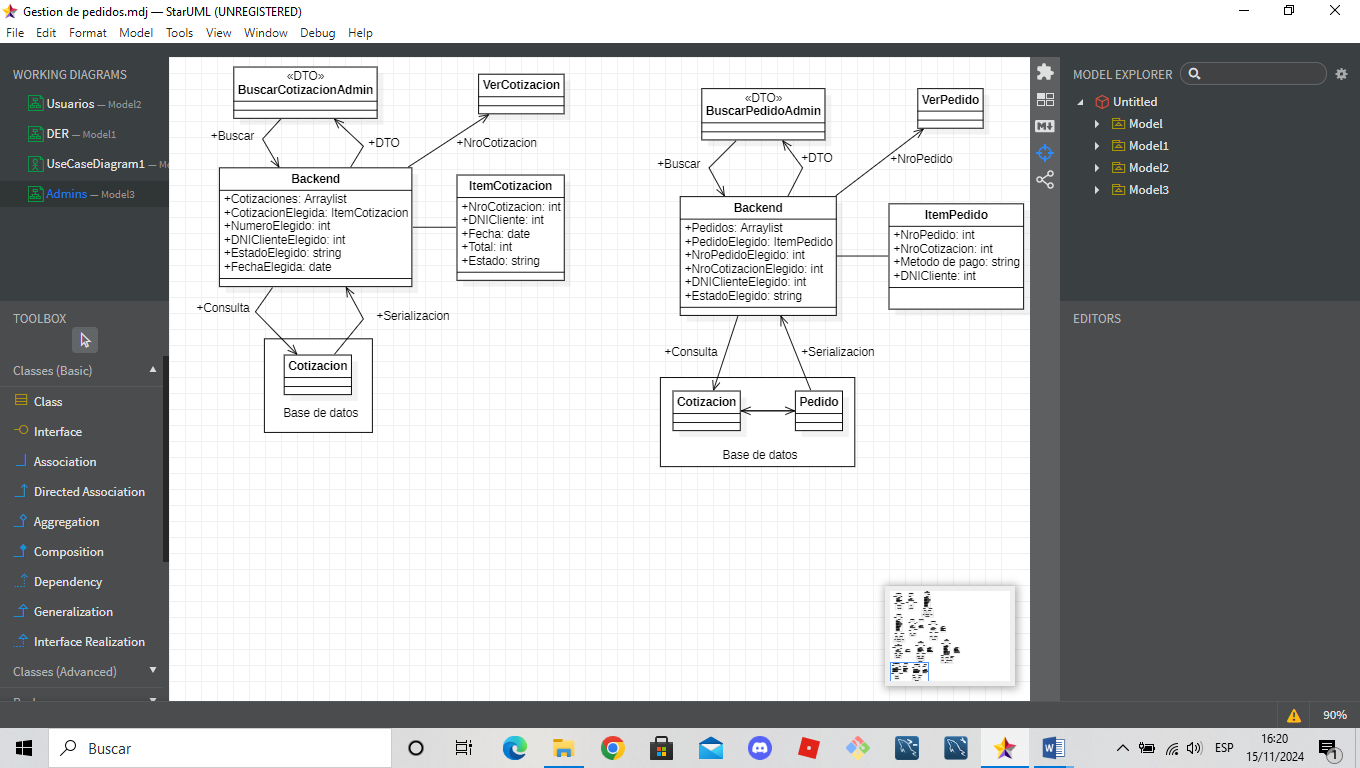 Gestion de pedidos.mdj — StarUML (UNREGISTERED)
File Edit Format Model Tools View Window Debug Help
WORKING DIAGRAMS
Usuarios — Model2
DER — Model1
UseCaseDiagram1 — Mo
Admins — Model3
TOOLBOX
Classes (Basic)
Class
Interface
Association
Directed Association
Aggregation
Composition
Dependency
Generalization
Interface Realization
Classes (Advanced)
«DTO»
BuscarCotizacionAdmin
VerCotizacion
+Buscar
+DTO
+NroCotizacion
Backend
+Cotizaciones: Arraylist
+CotizacionElegida: ItemCotizacion
+NumeroElegido: int
+DNIClienteElegido: int
+EstadoElegido: string
+FechaElegida: date
ItemCotizacion
+NroCotizacion: int
+DNICliente: int
+Fecha: date
+Total: int
+Estado: string
+Consulta
+Serializacion
Cotizacion
Base de datos
«DTO»
BuscarPedidoAdmin
VerPedido
+Buscar
+DTO
+NroPedido
Backend
+Pedidos: Arraylist
+PedidoElegido: ItemPedido
+NroPedidoElegido: int
+NroCotizacionElegido: int
+DNIClienteElegido: int
+EstadoElegido: string
ItemPedido
+NroPedido: int
+NroCotizacion: int
+Metodo de pago: string
+DNICliente: int
+Consulta
+Serializacion
Cotizacion
Pedido
Base de datos
MODEL EXPLORER
Untitled
Model
Model1
Model2
Model3
EDITORS
90%
Buscar
ESP
16:20
15/11/2024
1